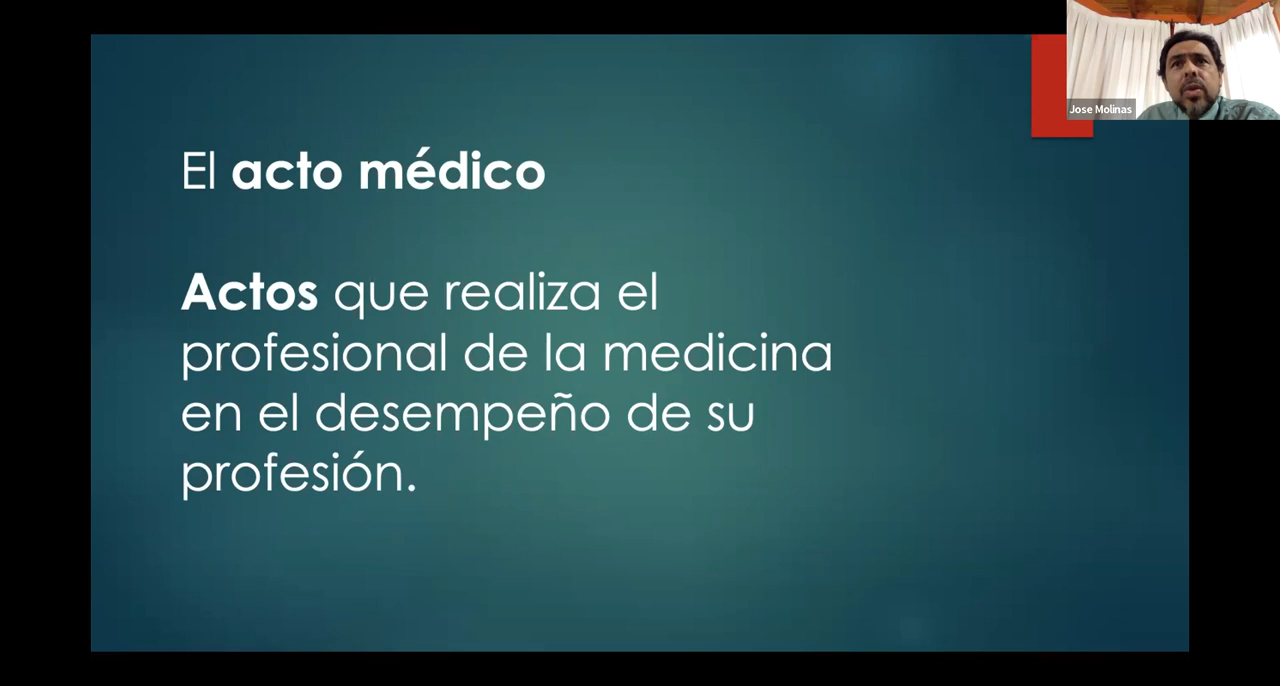 El acto médico
Actos que realiza el
profesional de la medicina
en el desempeño de su
profesión.
Jose Molinas